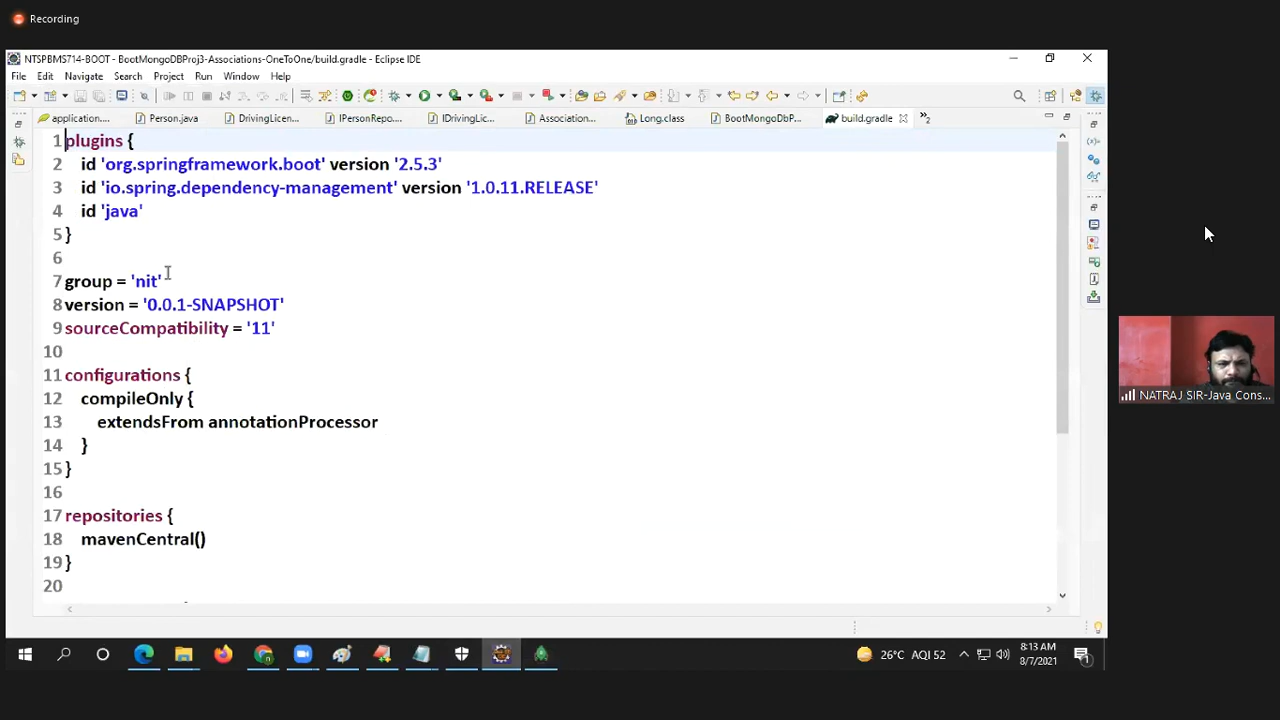 Recording
NTSPBMS714-BOOT - BootMongoDBProj3-Associations-OneToOne/build.gradle - Eclipse IDE
File Edit Navigate Search Project Run Window Help
application.... Person.java DrivingLicen... IPersonRepo.... IDrivingLic... Association... Long.class BootMongoDbP... build.gradle
1 plugins {
2 id 'org.springframework.boot' version '2.5.3'
3 id 'io.spring.dependency-management' version '1.0.11.RELEASE'
4 id 'java'
5 }
6
7 group = 'nit'
8 version = '0.0.1-SNAPSHOT'
9 sourceCompatibility = '11'
10
11 configurations {
12 compileOnly {
13 extendsFrom annotationProcessor
14 }
15 }
16
17 repositories {
18 mavenCentral()
19 }
20
NATRAJ SIR-Java Cons...
26°C AQI 52
8:13 AM
8/7/2021
1